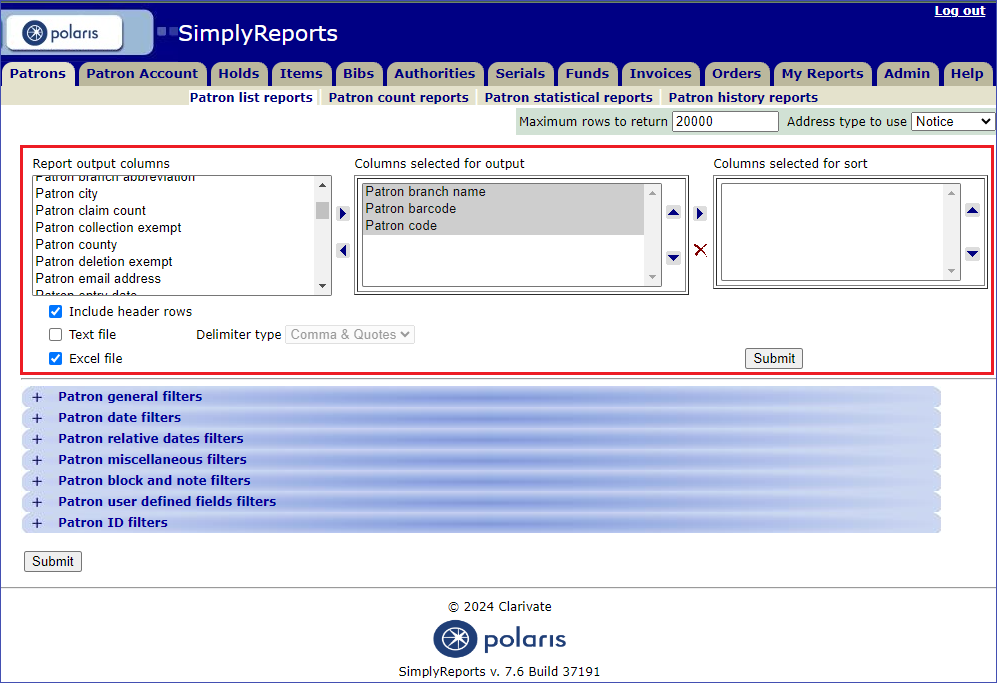 Log out
polaris
SimplyReports
Patrons Patron Account Holds Items Bibs Authorities Serials Funds Invoices Orders My Reports Admin Help
Patron list reports Patron count reports Patron statistical reports Patron history reports
Maximum rows to return 20000 Address type to use Notice
Report output columns Columns selected for output Columns selected for sort
Patron branch abbreviation
Patron city
Patron claim count
Patron collection exempt
Patron county
Patron deletion exempt
Patron email address
Patron entry date
Patron branch name
Patron barcode
Patron code
Include header rows
Text file Delimiter type Comma & Quotes
Excel file Submit
+ Patron general filters
+ Patron date filters
+ Patron relative dates filters
+ Patron miscellaneous filters
+ Patron block and note filters
+ Patron user defined fields filters
+ Patron ID filters
Submit
© 2024 Clarivate
polaris
SimplyReports v. 7.6 Build 37191